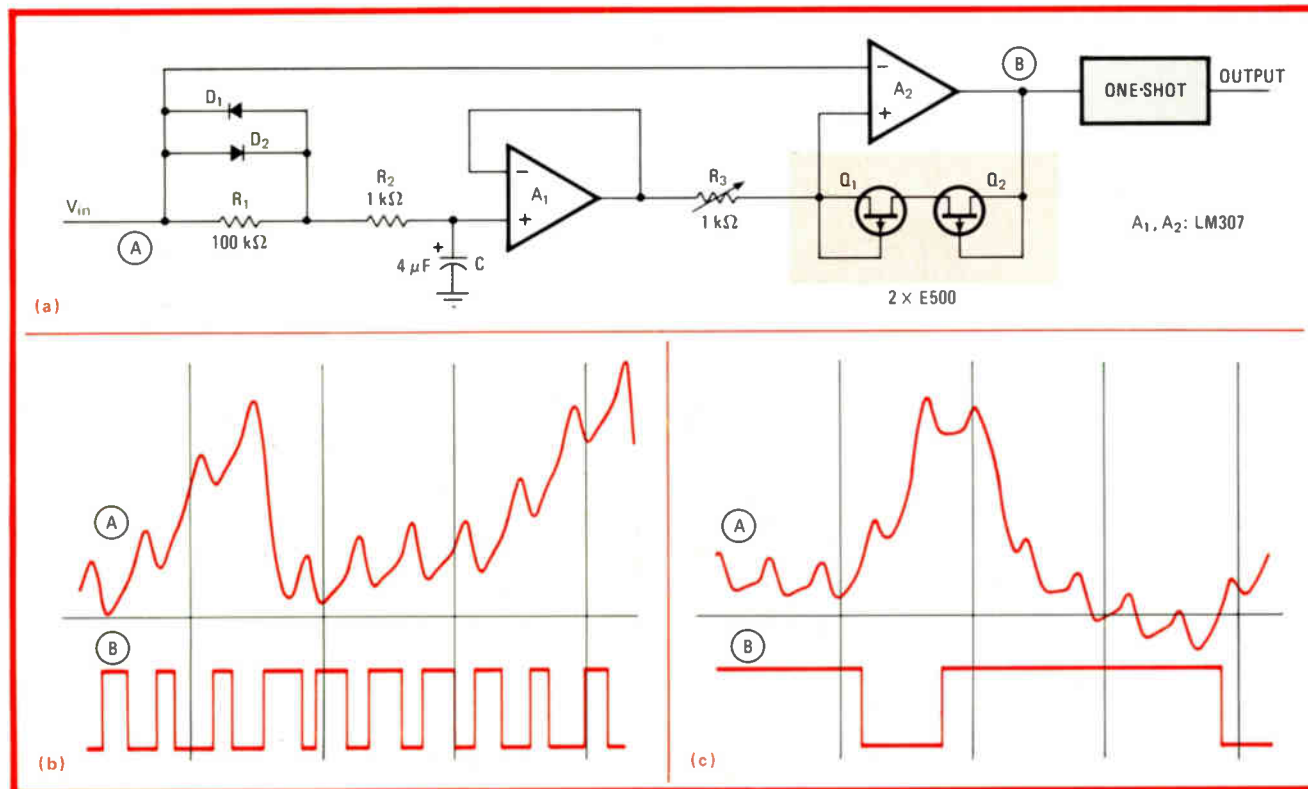 B
ONE-SHOT
OUTPUT
A₂
−
+
D₁
D₂
R₁
100 kΩ
Vin
A
R₂
1 kΩ
+
4 μF
C
−
+
A₁
R₃
1 kΩ
Q₁
Q₂
2 × E500
A₁, A₂: LM307
(a)
A
B
(b)
A
B
(c)